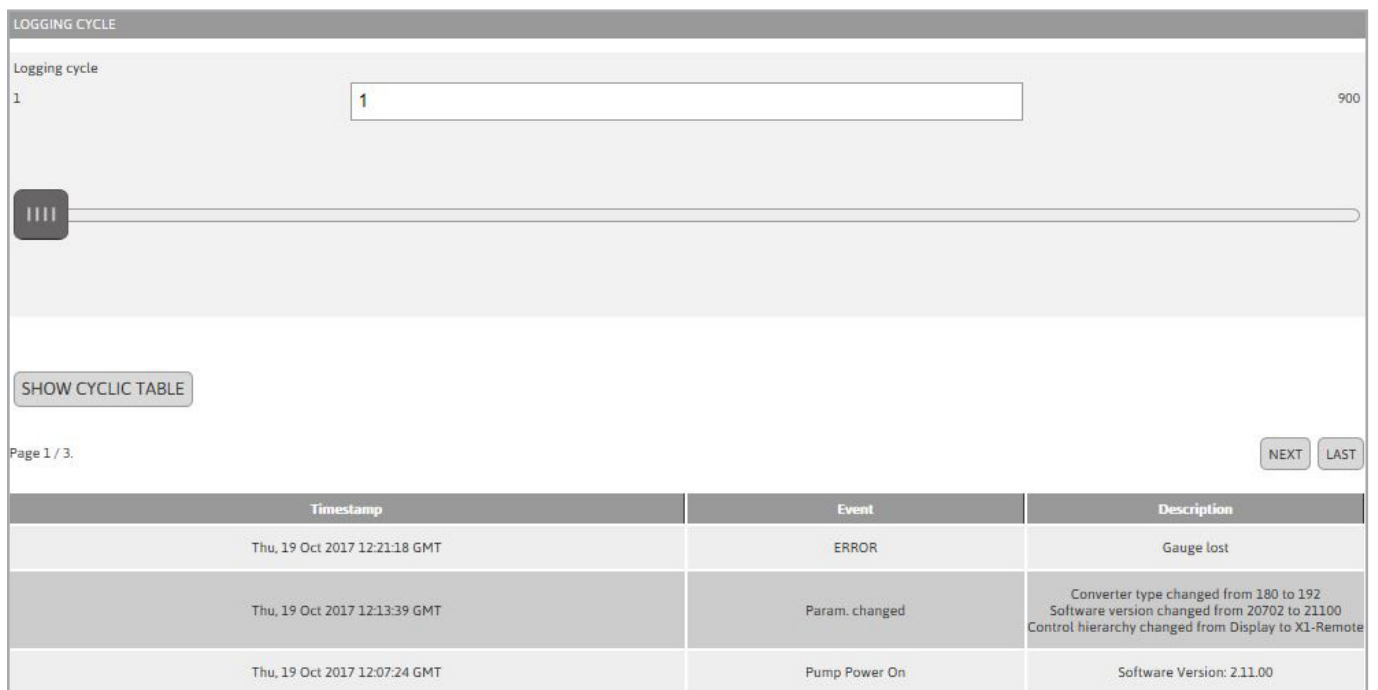 LOGGING CYCLE
Logging cycle
1 1 900
SHOW CYCLIC TABLE
Page 1 / 3. NEXT LAST
Timestamp Event Description
Thu, 19 Oct 2017 12:21:18 GMT ERROR Gauge lost
Converter type changed from 180 to 192
Thu, 19 Oct 2017 12:13:39 GMT Param. changed Software version changed from 20702 to 21100
Control hierarchy changed from Display to X1-Remote
Thu, 19 Oct 2017 12:07:24 GMT Pump Power On Software Version: 2.11.00